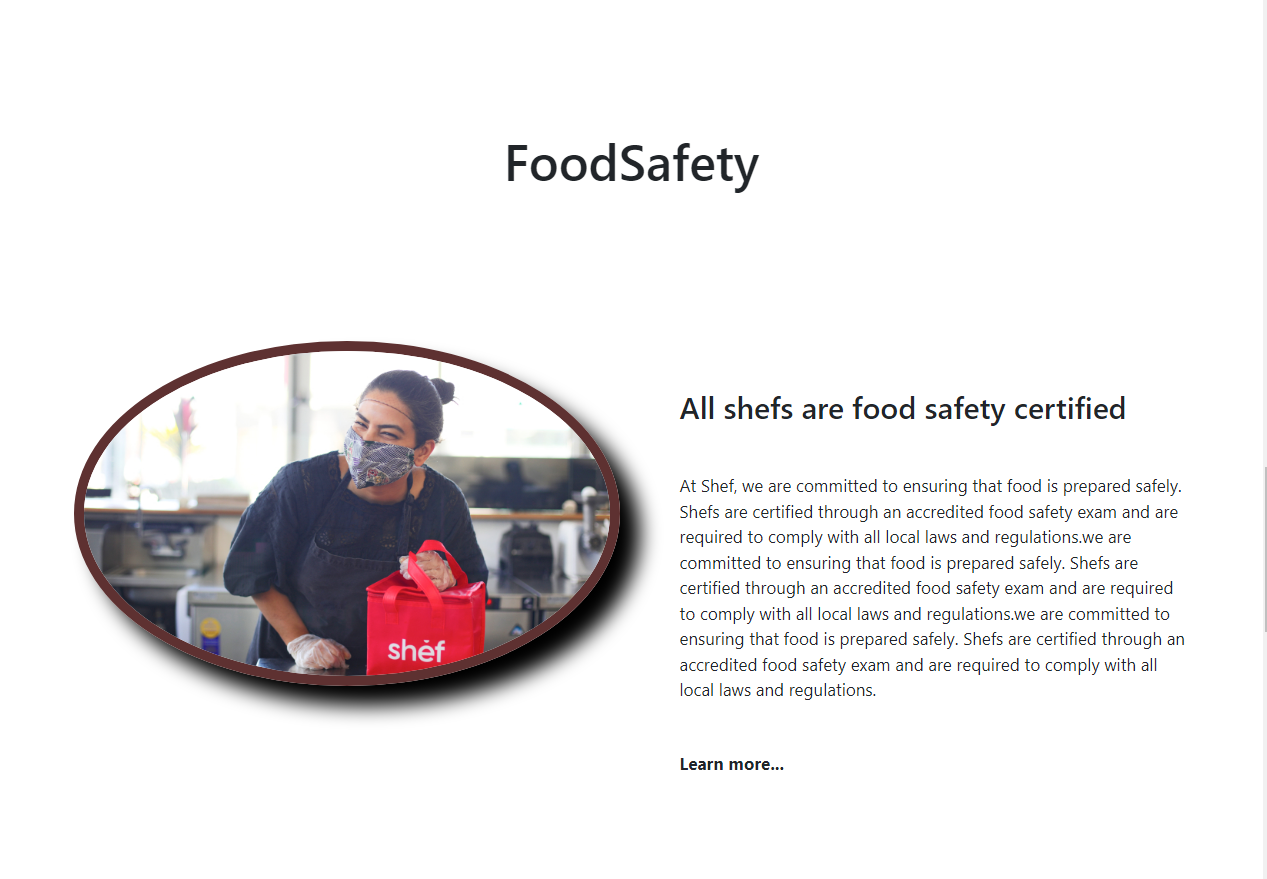 FoodSafety
All shefs are food safety certified
At Shef, we are committed to ensuring that food is prepared safely.
Shefs are certified through an accredited food safety exam and are
required to comply with all local laws and regulations.we are
committed to ensuring that food is prepared safely. Shefs are
certified through an accredited food safety exam and are required
to comply with all local laws and regulations.we are committed to
ensuring that food is prepared safely. Shefs are certified through an
accredited food safety exam and are required to comply with all
local laws and regulations.
Learn more...
shef